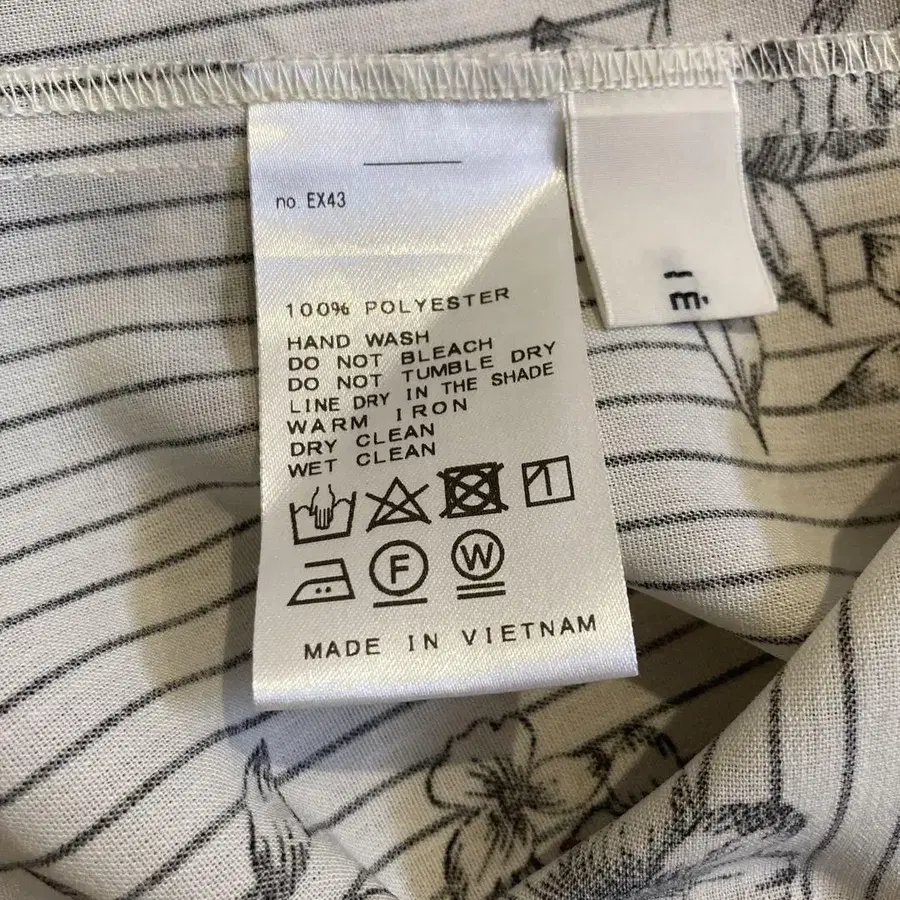 no EX43
100% POLYESTER
HAND WASH
DO NOT BLEACH
DO NOT TUMBLE DRY
LINE DRY IN THE SHADE
WARM IRON
DRY CLEAN
WET CLEAN
F
W
MADE IN VIETNAM